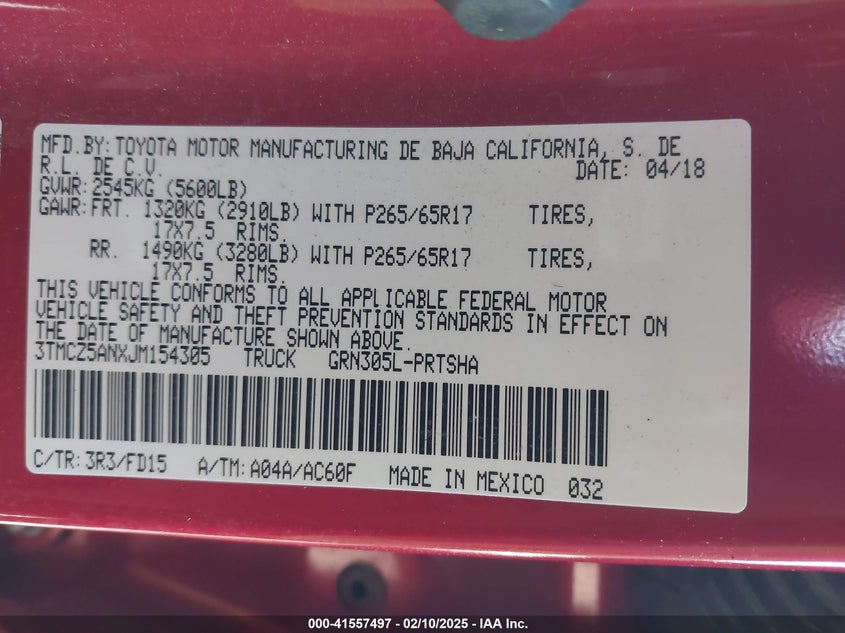 MFD.BY: TOYOTA MOTOR MANUFACTURING DE BAJA CALIFORNIA, S. DE
R.L. DE C.V. DATE: 04/18
GVWR: 2545KG (5600LB)
GAWR: FRT. 1320KG (2910LB) WITH P265/65R17 TIRES,
17X7.5 RIMS.
RR. 1490KG (3280LB) WITH P265/65R17 TIRES,
17X7.5 RIMS.
THIS VEHICLE CONFORMS TO ALL APPLICABLE FEDERAL MOTOR
VEHICLE SAFETY AND THEFT PREVENTION STANDARDS IN EFFECT ON
THE DATE OF MANUFACTURE SHOWN ABOVE.
3TMCZ5ANXJM154305 TRUCK GRN305L-PRTSHA
C/TR: 3R3/FD15 A/TM: A04A/AC60F MADE IN MEXICO 032
000-41557497 - 02/10/2025 - IAA Inc.